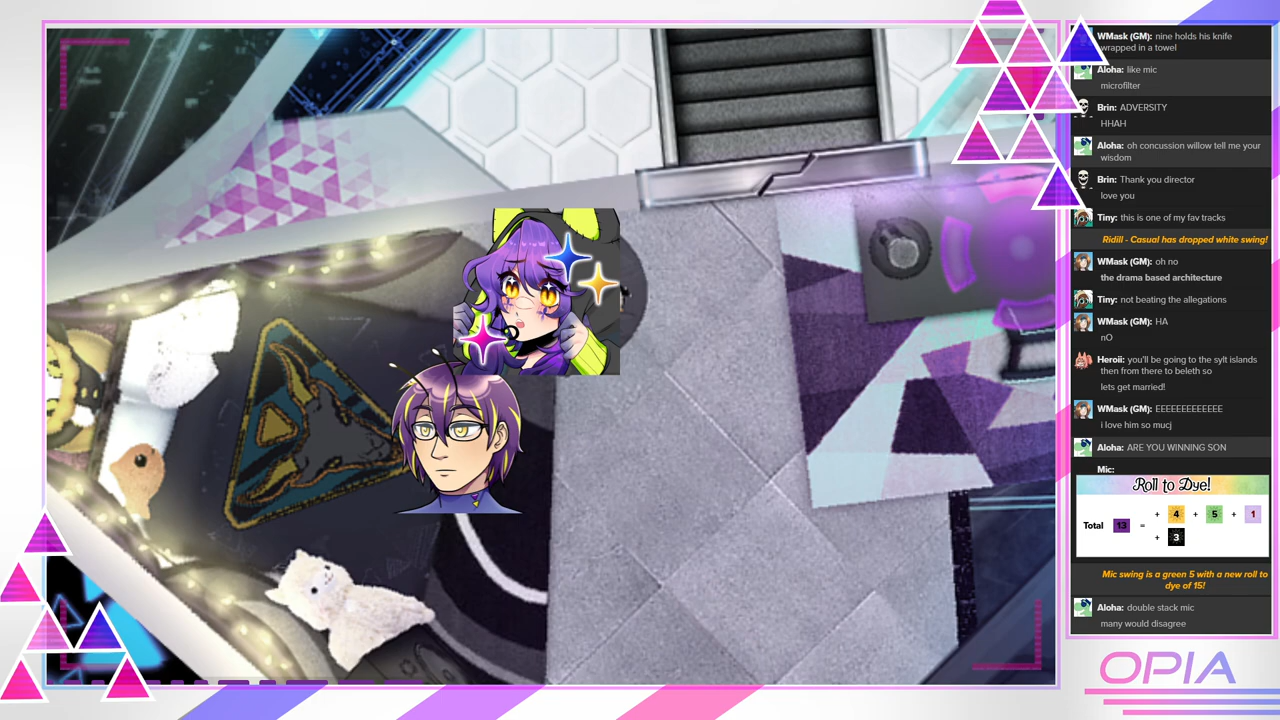 WMask (GM): nine holds his knife
wrapped in a towel
Aloha: like mic
microfilter
Brin: ADVERSITY
HHAH
Aloha: oh concussion willow tell me your
wisdom
Brin: Thank you director
love you
Tiny: this is one of my fav tracks
Ridill - Casual has dropped white swing!
WMask (GM): oh no
the drama based architecture
Tiny: not beating the allegations
WMask (GM): HA
nO
Heroii: you'll be going to the sylt islands
then from there to beleth so
lets get married!
WMask (GM): EEEEEEEEEEEEE
i love him so mucj
Aloha: ARE YOU WINNING SON
Mic:
Roll to Dye!
Total 13 = + 4 + 5 + 1
+ 3
Mic swing is a green 5 with a new roll to
dye of 15!
Aloha: double stack mic
many would disagree
OPIA